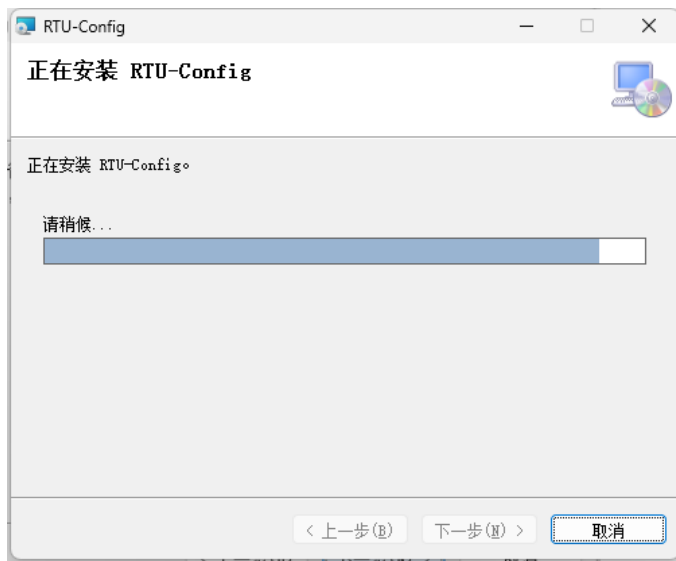 RTU-Config
正在安装 RTU-Config
正在安装 RTU-Config。
请稍候...
< 上一步(B)
下一步(N) >
取消